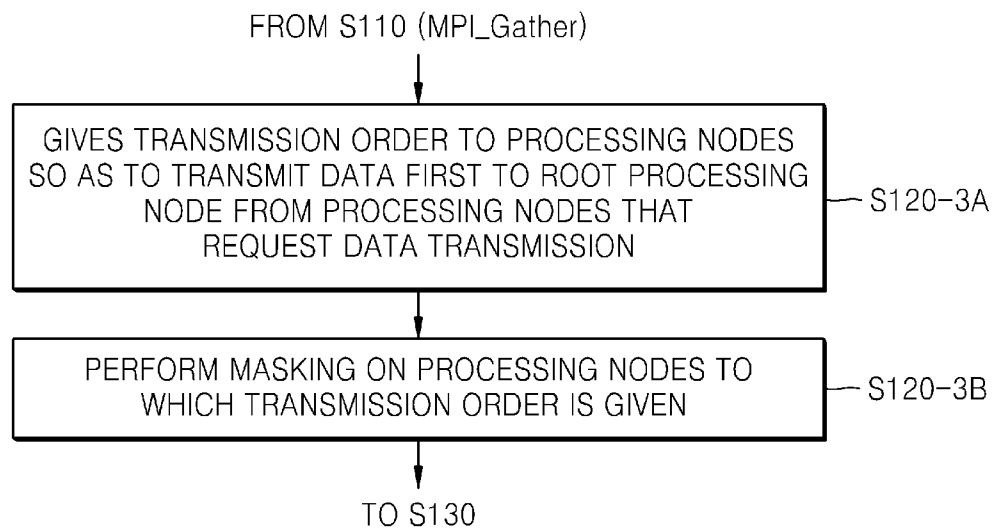 FROM S110 (MPI_Gather)
GIVES TRANSMISSION ORDER TO PROCESSING NODES
SO AS TO TRANSMIT DATA FIRST TO ROOT PROCESSING
NODE FROM PROCESSING NODES THAT
REQUEST DATA TRANSMISSION
S120-3A
PERFORM MASKING ON PROCESSING NODES TO
WHICH TRANSMISSION ORDER IS GIVEN
S120-3B
TO S130